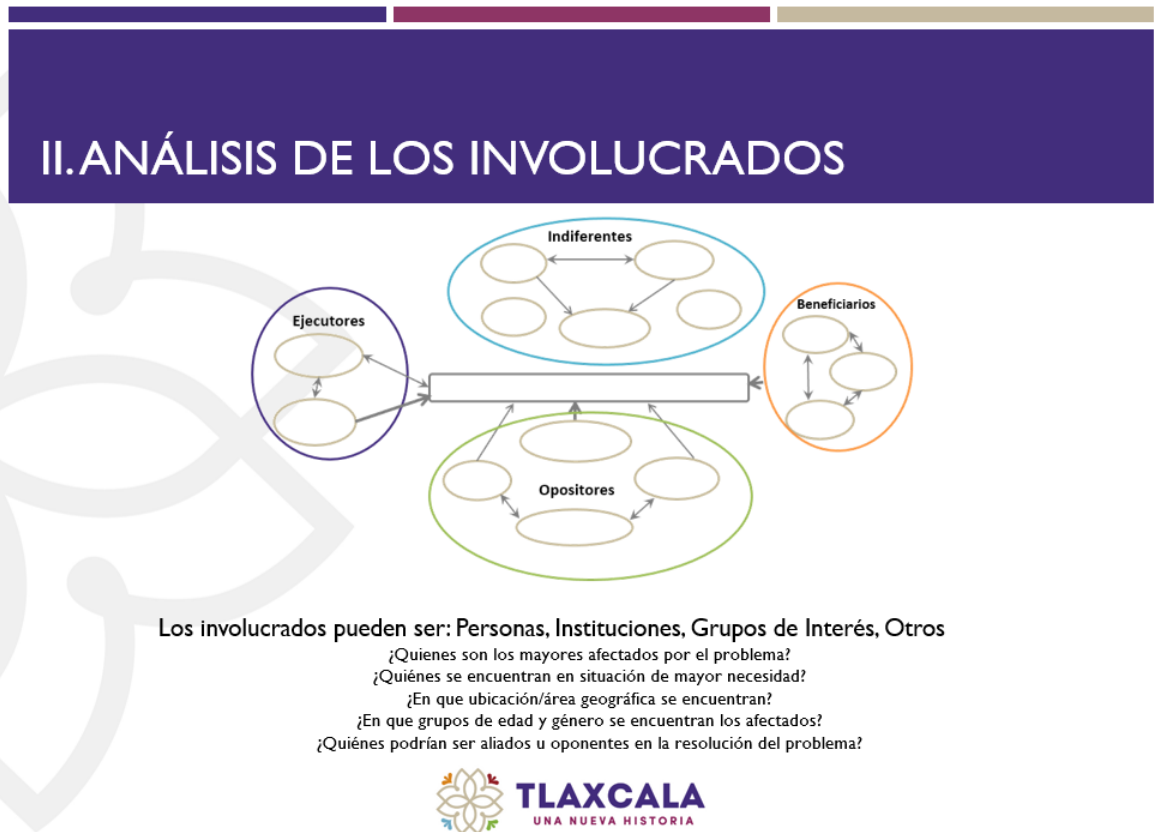 II. ANÁLISIS DE LOS INVOLUCRADOS
Indiferentes
Ejecutores
Beneficiarios
Opositores
Los involucrados pueden ser: Personas, Instituciones, Grupos de Interés, Otros
¿Quienes son los mayores afectados por el problema?
¿Quiénes se encuentran en situación de mayor necesidad?
¿En que ubicación/área geográfica se encuentran?
¿En que grupos de edad y género se encuentran los afectados?
¿Quiénes podrían ser aliados u oponentes en la resolución del problema?
TLAXCALA
UNA NUEVA HISTORIA